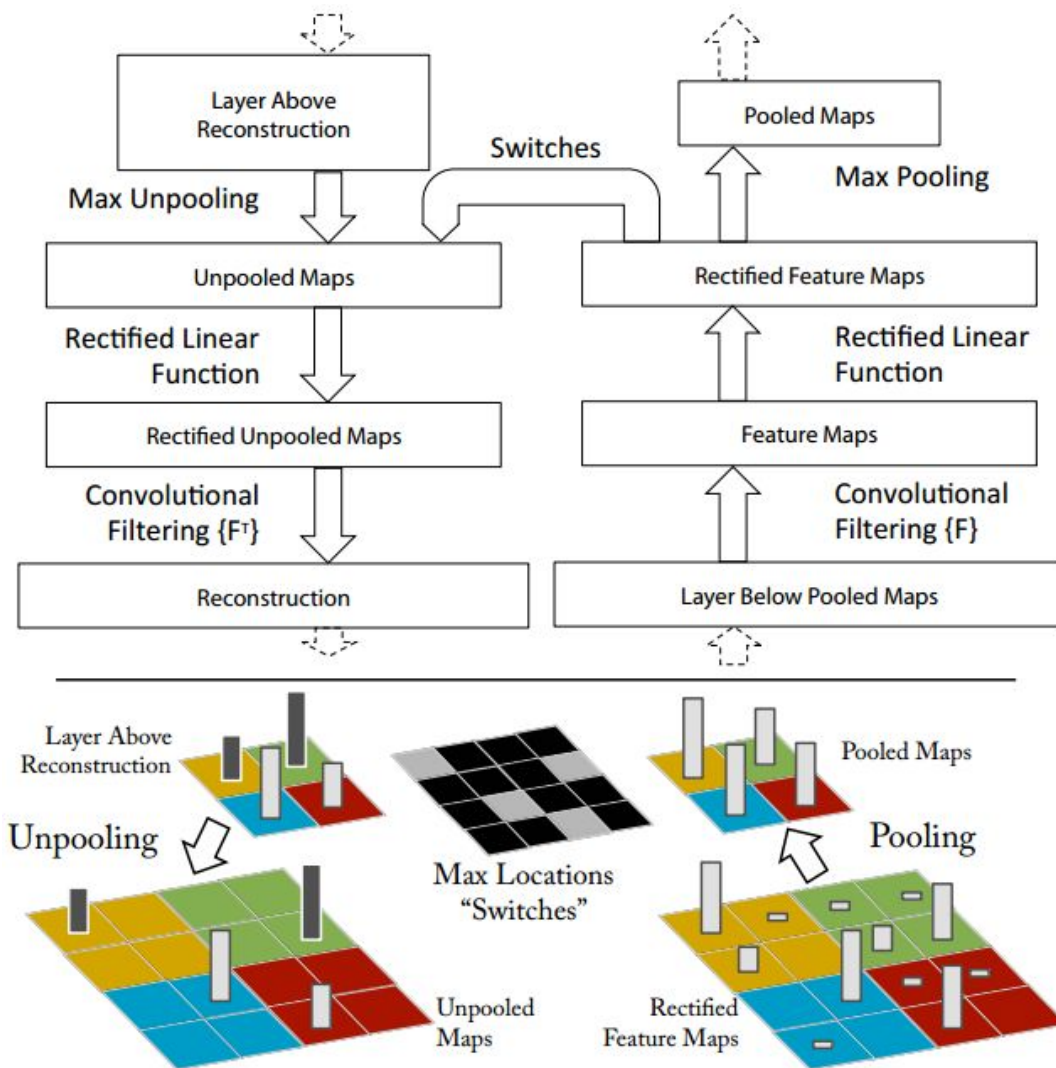 Layer Above
Reconstruction
Pooled Maps
Switches
Max Unpooling
Max Pooling
Unpooled Maps
Rectified Feature Maps
Rectified Linear
Function
Rectified Linear
Function
Rectified Unpooled Maps
Feature Maps
Convolutional
Filtering {Fᵀ}
Convolutional
Filtering {F}
Reconstruction
Layer Below Pooled Maps
Layer Above
Reconstruction
Pooled Maps
Unpooling
Pooling
Max Locations
“Switches”
Unpooled
Maps
Rectified
Feature Maps